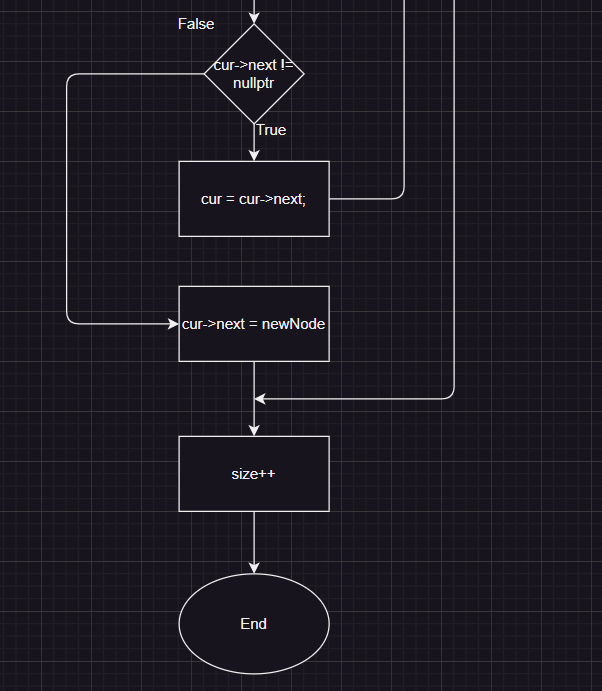 False
cur->next !=
nullptr
True
cur = cur->next;
cur->next = newNode
size++
End